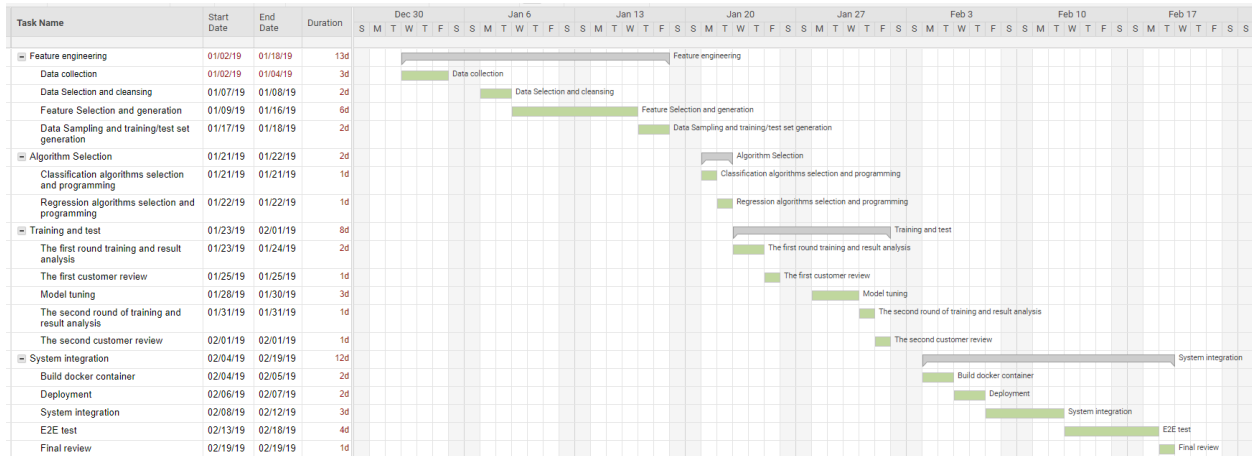 Task Name Start Date End Date Duration Dec 30 Jan 6 Jan 13 Jan 20 Jan 27 Feb 3 Feb 10 Feb 17
S M T W T F S S M T W T F S S M T W T F S S M T W T F S S M T W T F S S M T W T F S S M T W T F S S M T W T F S
Feature engineering 01/02/19 01/18/19 13d Feature engineering
Data collection 01/02/19 01/04/19 3d Data collection
Data Selection and cleansing 01/07/19 01/08/19 2d Data Selection and cleansing
Feature Selection and generation 01/09/19 01/16/19 6d Feature Selection and generation
Data Sampling and training/test set 01/17/19 01/18/19 2d Data Sampling and training/test set generation
generation
Algorithm Selection 01/21/19 01/22/19 2d Algorithm Selection
Classification algorithms selection 01/21/19 01/21/19 1d Classification algorithms selection and programming
and programming
Regression algorithms selection and 01/22/19 01/22/19 1d Regression algorithms selection and programming
programming
Training and test 01/23/19 02/01/19 8d Training and test
The first round training and result 01/23/19 01/24/19 2d The first round training and result analysis
analysis
The first customer review 01/25/19 01/25/19 1d The first customer review
Model tuning 01/28/19 01/30/19 3d Model tuning
The second round of training and 01/31/19 01/31/19 1d The second round of training and result analysis
result analysis
The second customer review 02/01/19 02/01/19 1d The second customer review
System integration 02/04/19 02/19/19 12d System integration
Build docker container 02/04/19 02/05/19 2d Build docker container
Deployment 02/06/19 02/07/19 2d Deployment
System integration 02/08/19 02/12/19 3d System integration
E2E test 02/13/19 02/18/19 4d E2E test
Final review 02/19/19 02/19/19 1d Final review